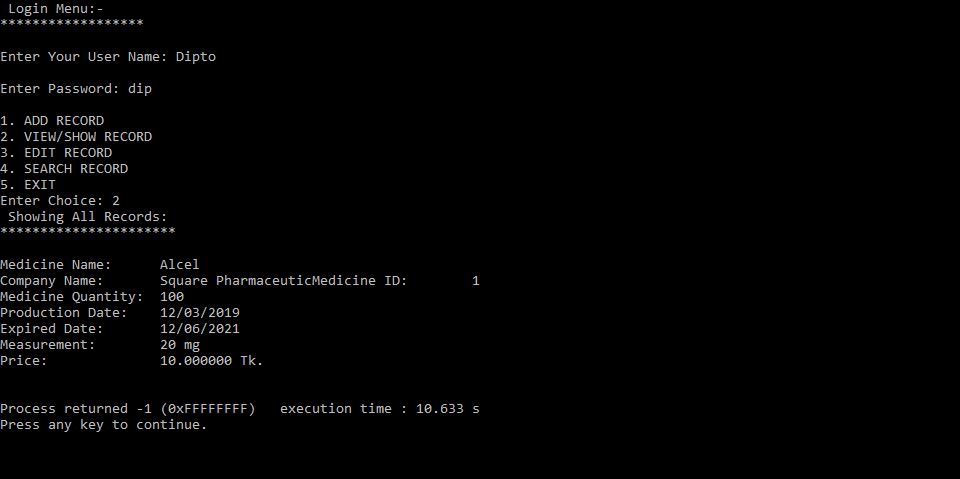 Login Menu:-
******************
Enter Your User Name: Dipto
Enter Password: dip
1. ADD RECORD
2. VIEW/SHOW RECORD
3. EDIT RECORD
4. SEARCH RECORD
5. EXIT
Enter Choice: 2
Showing All Records:
**********************
Medicine Name:      Alcel
Company Name:       Square PharmaceuticMedicine ID:        1
Medicine Quantity:  100
Production Date:    12/03/2019
Expired Date:       12/06/2021
Measurement:        20 mg
Price:              10.000000 Tk.
Process returned -1 (0xFFFFFFFF)   execution time : 10.633 s
Press any key to continue.